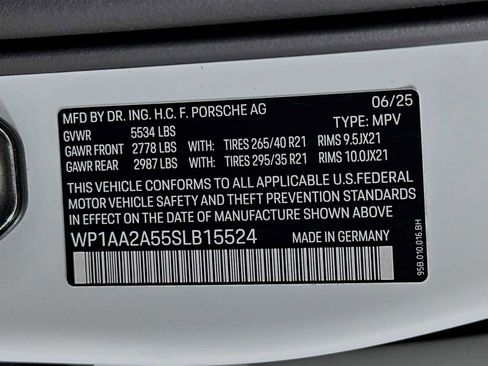 MFD BY DR. ING. H.C. F. PORSCHE AG 06/25
GVWR 5534 LBS TYPE: MPV
GAWR FRONT 2778 LBS WITH: TIRES 265/40 R21 RIMS 9.5JX21
GAWR REAR 2987 LBS WITH: TIRES 295/35 R21 RIMS 10.0JX21
THIS VEHICLE CONFORMS TO ALL APPLICABLE U.S.FEDERAL
MOTOR VEHICLE SAFETY AND THEFT PREVENTION STANDARDS
IN EFFECT ON THE DATE OF MANUFACTURE SHOWN ABOVE.
WP1AA2A55SLB15524 MADE IN GERMANY
95B.010.016.BH